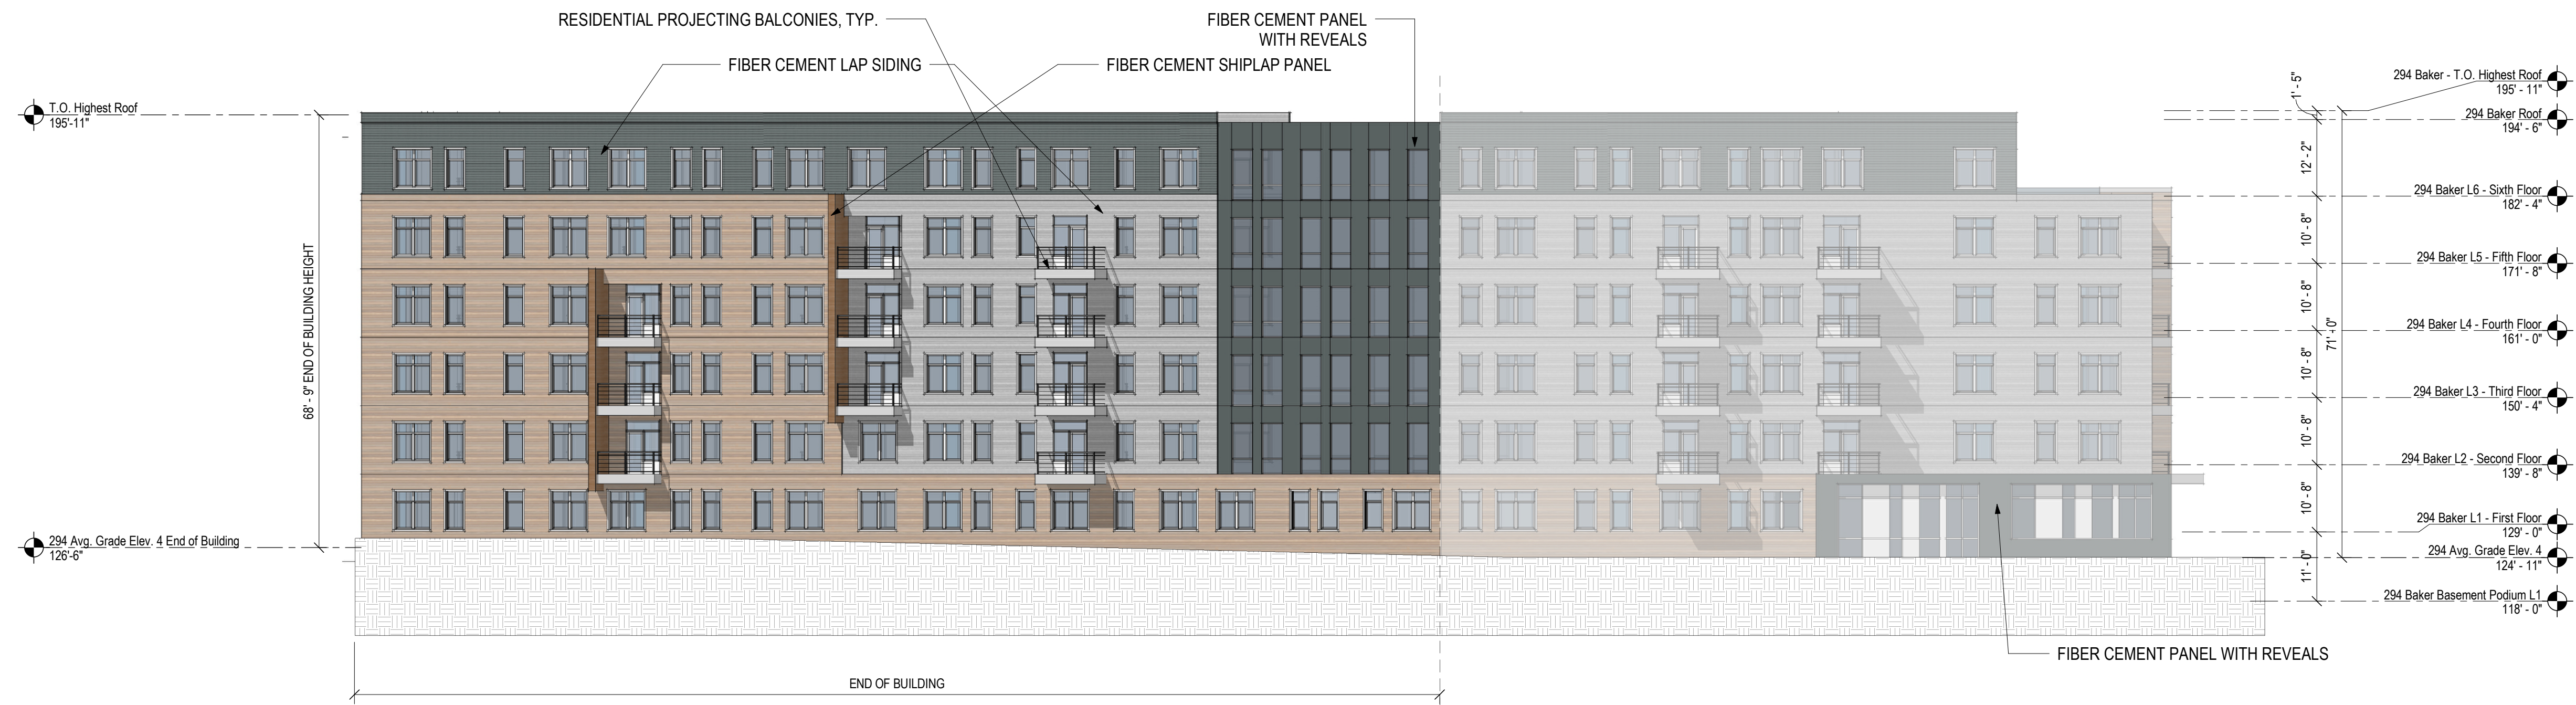 RESIDENTIAL PROJECTING BALCONIES, TYP.
FIBER CEMENT PANEL
WITH REVEALS
FIBER CEMENT LAP SIDING
FIBER CEMENT SHIPLAP PANEL
T.O. Highest Roof
195'-11"
68' - 9" END OF BUILDING HEIGHT
294 Avg. Grade Elev. 4 End of Building
126'-6"
END OF BUILDING
FIBER CEMENT PANEL WITH REVEALS
1' - 5"
12' - 2"
10' - 8"
10' - 8"
10' - 8"
10' - 8"
10' - 8"
11' - 0"
71' - 0"
294 Baker - T.O. Highest Roof
195' - 11"
294 Baker Roof
194' - 6"
294 Baker L6 - Sixth Floor
182' - 4"
294 Baker L5 - Fifth Floor
171' - 8"
294 Baker L4 - Fourth Floor
161' - 0"
294 Baker L3 - Third Floor
150' - 4"
294 Baker L2 - Second Floor
139' - 8"
294 Baker L1 - First Floor
129' - 0"
294 Avg. Grade Elev. 4
124' - 11"
294 Baker Basement Podium L1
118' - 0"